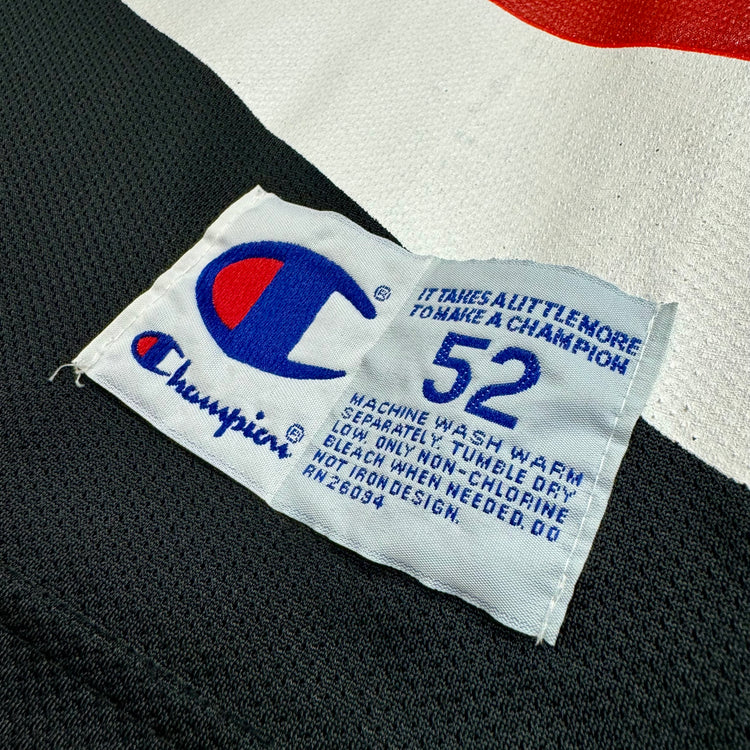 Champion®
®
IT TAKES A LITTLE MORE
TO MAKE A CHAMPION
52
MACHINE WASH WARM
SEPARATELY. TUMBLE DRY
LOW. ONLY NON-CHLORINE
BLEACH WHEN NEEDED. DO
NOT IRON DESIGN.
RN 26094